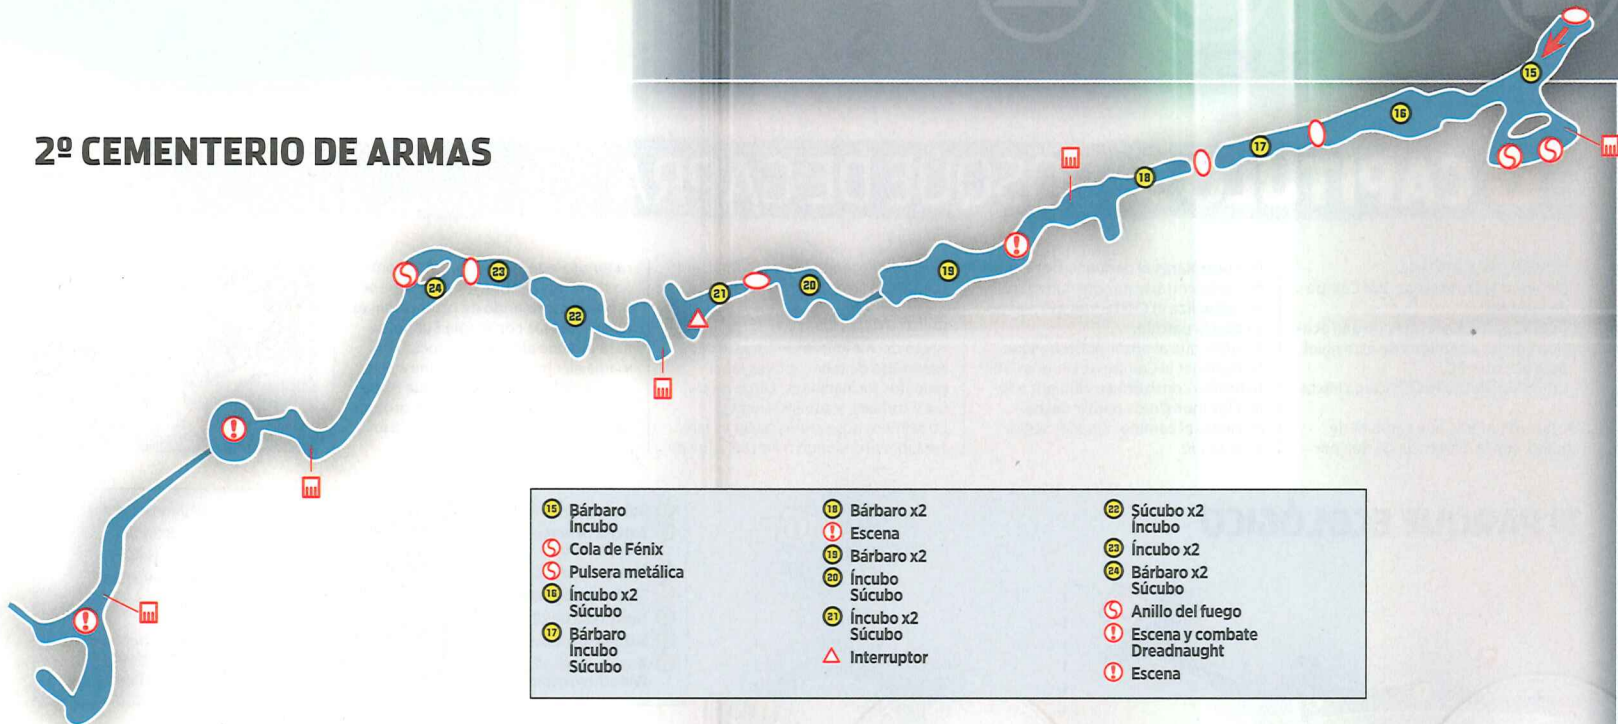 2º CEMENTERIO DE ARMAS
15
16
17
18
19
20
21
22
23
24
15 Bárbaro
Íncubo
Cola de Fénix
Pulsera metálica
16 Íncubo x2
Súcubo
17 Bárbaro
Íncubo
Súcubo
18 Bárbaro x2
! Escena
19 Bárbaro x2
20 Íncubo
Súcubo
21 Íncubo x2
Súcubo
Interruptor
22 Súcubo x2
Íncubo
23 Íncubo x2
24 Bárbaro x2
Súcubo
Anillo del fuego
! Escena y combate
Dreadnaught
! Escena